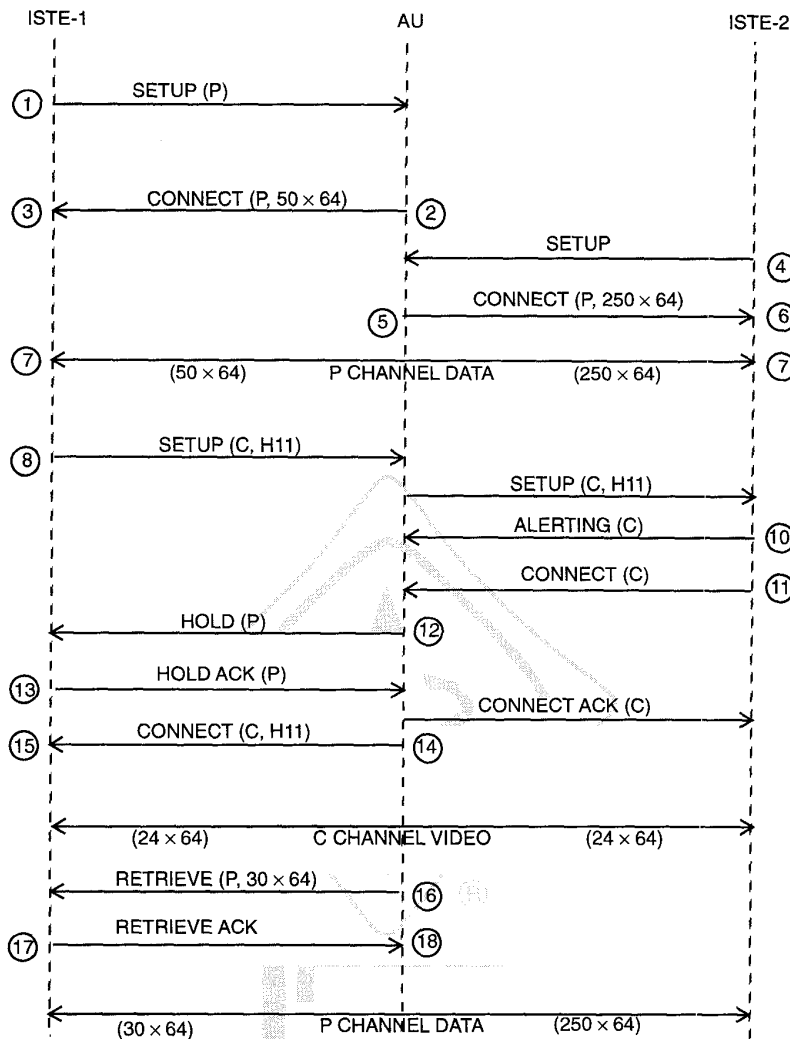 ISTE-1 AU ISTE-2
SETUP (P)
①
CONNECT (P, 50 × 64)
③ ②
SETUP
④
CONNECT (P, 250 × 64)
⑤ ⑥
⑦ ⑦
(50 × 64) P CHANNEL DATA (250 × 64)
SETUP (C, H11)
⑧
SETUP (C, H11)
ALERTING (C)
⑩
CONNECT (C)
⑪
HOLD (P)
⑫
HOLD ACK (P)
⑬
CONNECT ACK (C)
CONNECT (C, H11)
⑮ ⑭
(24 × 64) C CHANNEL VIDEO (24 × 64)
RETRIEVE (P, 30 × 64)
⑯
RETRIEVE ACK
⑰ ⑱
(30 × 64) P CHANNEL DATA (250 × 64)